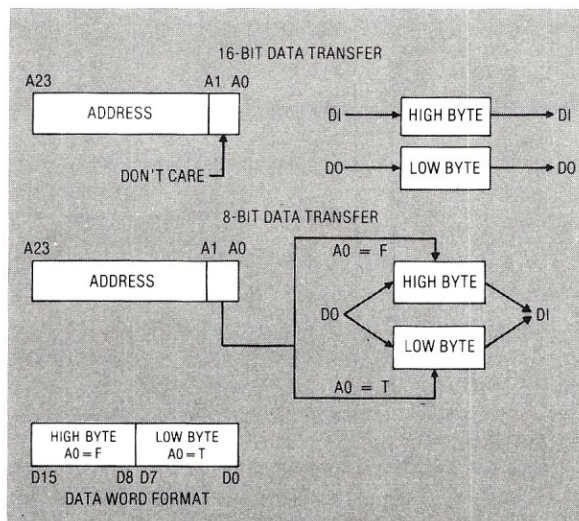 16-BIT DATA TRANSFER
A23 A1 A0
ADDRESS
DON'T CARE
DI HIGH BYTE DI
DO LOW BYTE DO
8-BIT DATA TRANSFER
A23 A1 A0
ADDRESS
A0 = F
HIGH BYTE
DO DI
LOW BYTE
A0 = T
HIGH BYTE LOW BYTE
A0 = F A0 = T
D15 D8 D7 D0
DATA WORD FORMAT